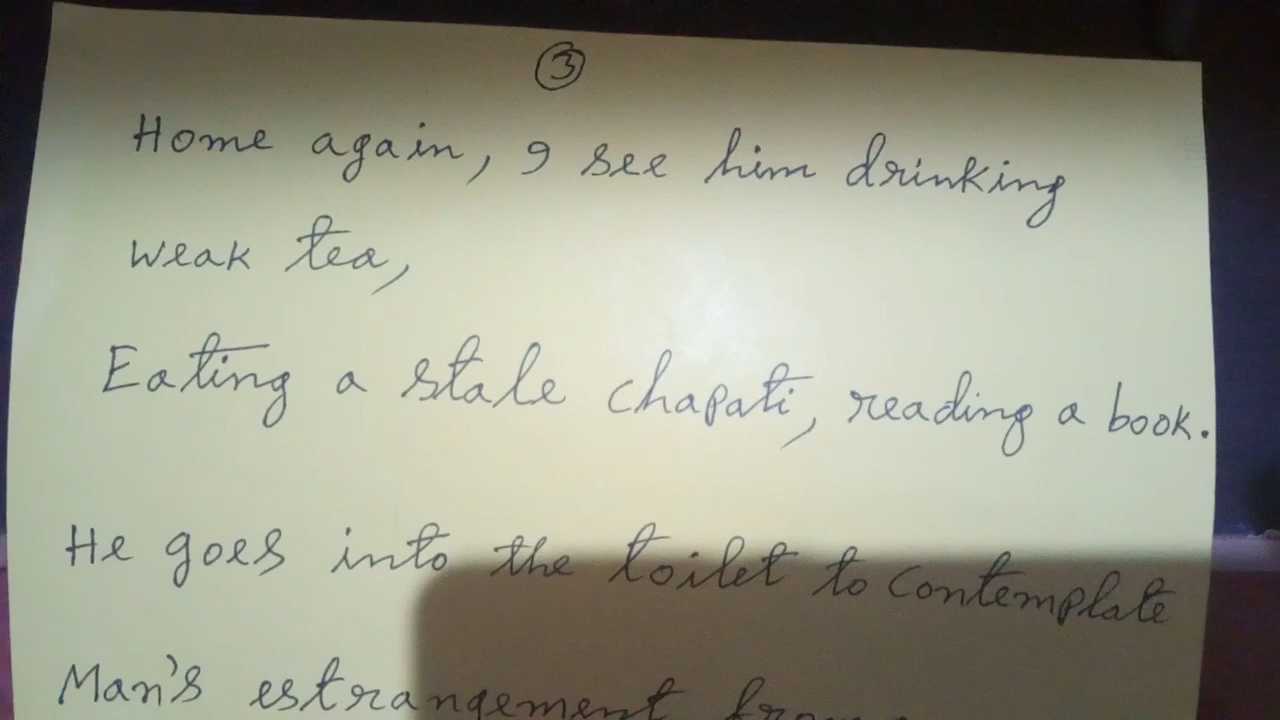 3
Home again, I see him drinking
weak tea,
Eating a stale chapati, reading a book.
He goes into the toilet to contemplate
Man's estrangement